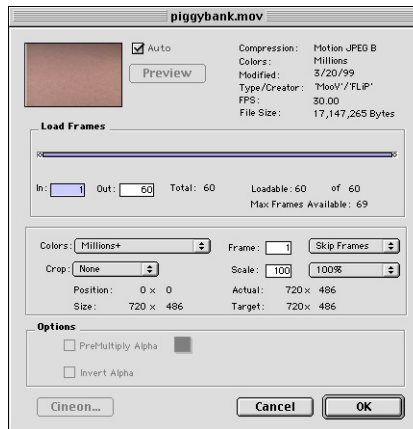 piggybank.mov
Auto
Preview
Compression: Motion JPEG B
Colors: Millions
Modified: 3/20/99
Type/Creator: 'MooV'/'FLiP'
FPS: 30.00
File Size: 17,147,265 Bytes
Load Frames
In: 1 Out: 60 Total: 60 Loadable: 60 of 60
Max Frames Available: 69
Colors: Millions+ Frame: 1 Skip Frames
Crop: None Scale: 100 100%
Position: 0 x 0 Actual: 720 x 486
Size: 720 x 486 Target: 720 x 486
Options
PreMultiply Alpha
Invert Alpha
Cineon... Cancel OK